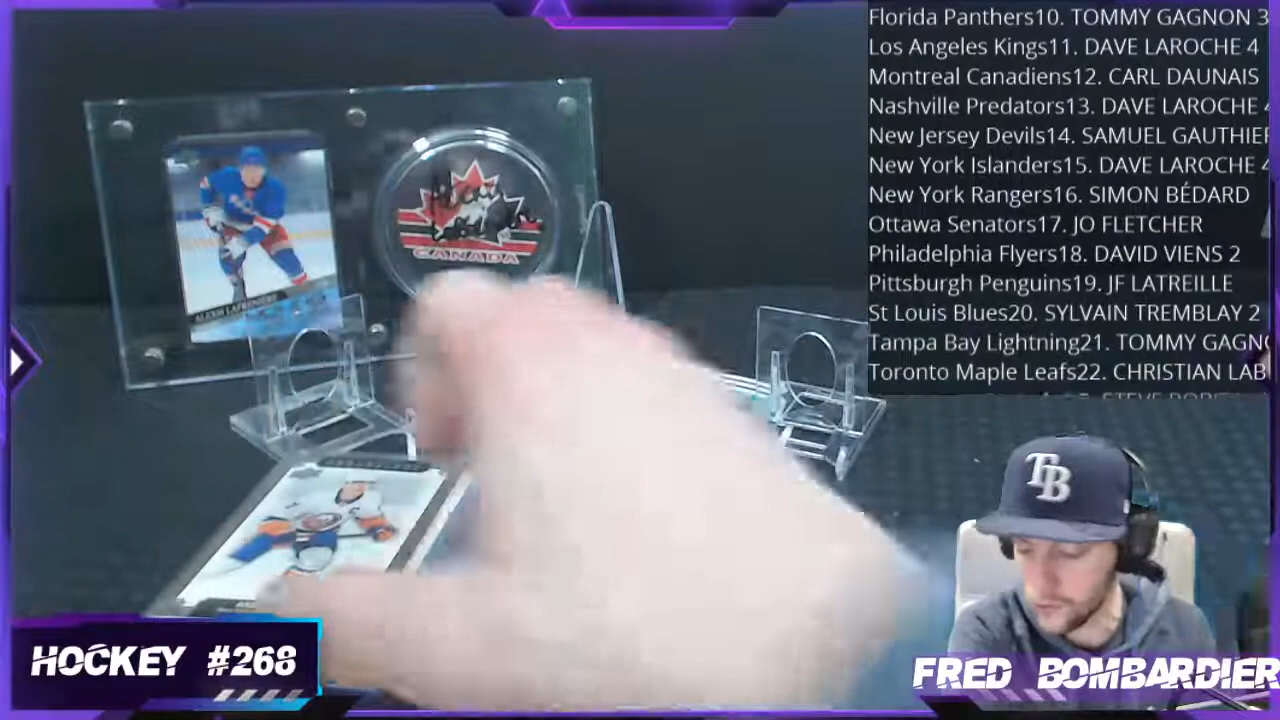 Florida Panthers10. TOMMY GAGNON 3
Los Angeles Kings11. DAVE LAROCHE 4
Montreal Canadiens12. CARL DAUNAIS
Nashville Predators13. DAVE LAROCHE 4
New Jersey Devils14. SAMUEL GAUTHIER
New York Islanders15. DAVE LAROCHE 4
New York Rangers16. SIMON BÉDARD
Ottawa Senators17. JO FLETCHER
Philadelphia Flyers18. DAVID VIENS 2
Pittsburgh Penguins19. JF LATREILLE
St Louis Blues20. SYLVAIN TREMBLAY 2
Tampa Bay Lightning21. TOMMY GAGNO
Toronto Maple Leafs22. CHRISTIAN LAB
ALEXIS LAFRENIÈRE
CANADA
TB
HOCKEY #268
FRED BOMBARDIER